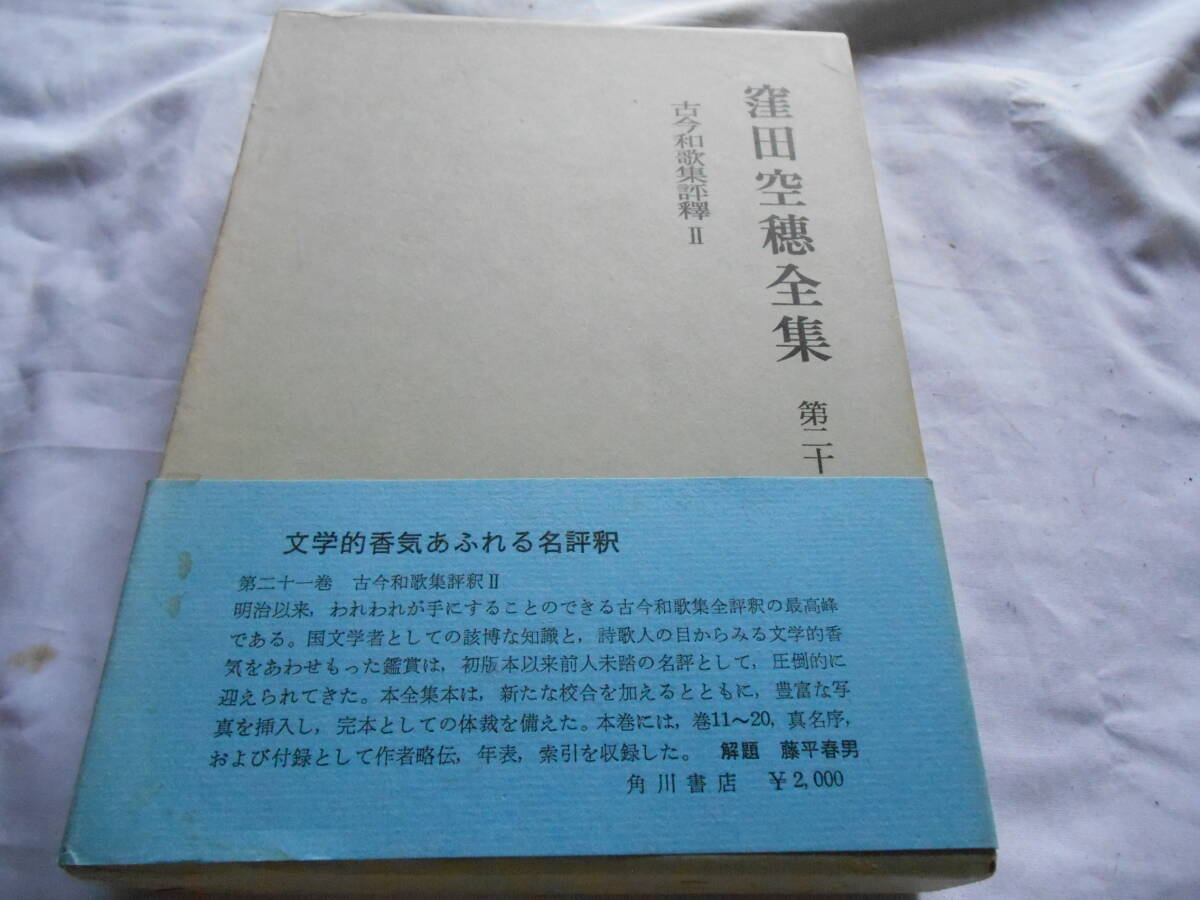 窪田空穂全集 第二十
古今和歌集評釋 II
文学的香気あふれる名評釈
第二十一巻 古今和歌集評釈II
明治以来，われわれが手にすることのできる古今和歌集全評釈の最高峰
である。国文学者としての該博な知識と，詩歌人の目からみる文学的香
気をあわせもった鑑賞は，初版本以来前人未踏の名評として，圧倒的に
迎えられてきた。本全集本は，新たな校合を加えるとともに，豊富な写
真を挿入し，完本としての体裁を備えた。本巻には，巻11〜20，真名序，
および付録として作者略伝，年表，索引を収録した。 解題 藤平春男
角川書店 ￥2,000